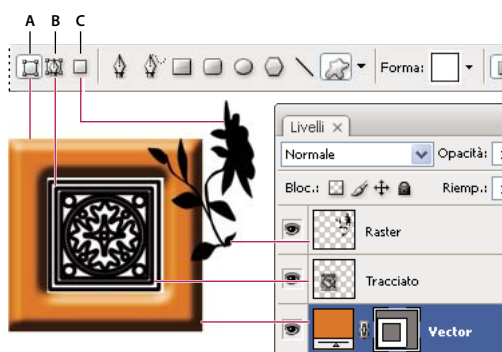 A B C
Forma:
Livelli ×
Normale Opacità:
Bloc.: Riemp.:
Raster
Tracciato
Vector